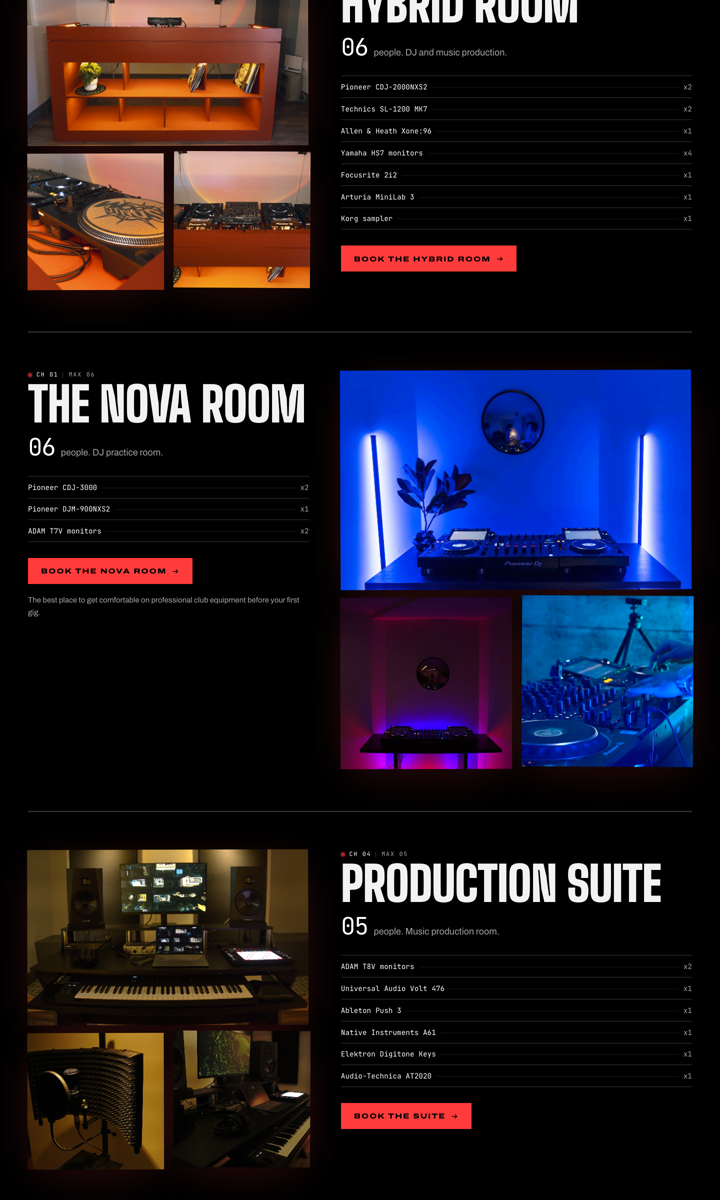 HYBRID ROOM
06 people. DJ and music production.
Pioneer CDJ-2000NXS2 x2
Technics SL-1200 MK7 x2
Allen & Heath Xone:96 x1
Yamaha HS7 monitors x4
Focusrite 2i2 x1
Arturia MiniLab 3 x1
Korg sampler x1
BOOK THE HYBRID ROOM →
CH 01 | MAX 06
THE NOVA ROOM
06 people. DJ practice room.
Pioneer CDJ-3000 x2
Pioneer DJM-900NXS2 x1
ADAM T7V monitors x2
BOOK THE NOVA ROOM →
The best place to get comfortable on professional club equipment before your first
gig.
Pioneer Dj
CH 04 | MAX 05
PRODUCTION SUITE
05 people. Music production room.
ADAM T8V monitors x2
Universal Audio Volt 476 x1
Ableton Push 3 x1
Native Instruments A61 x1
Elektron Digitone Keys x1
Audio-Technica AT2020 x1
BOOK THE SUITE →